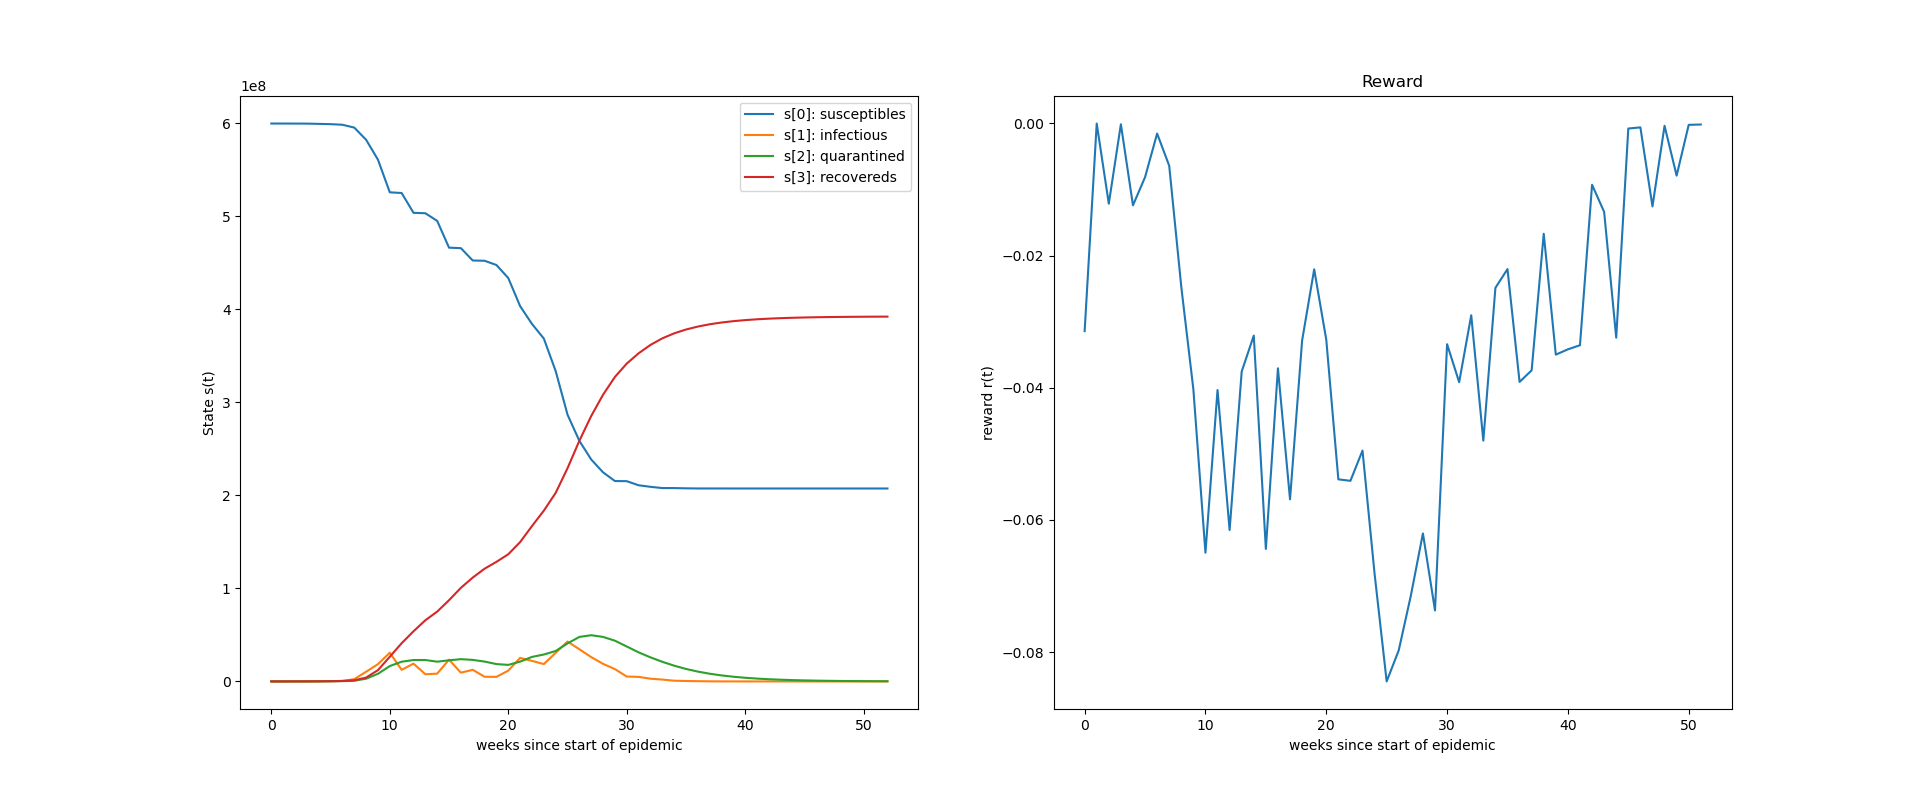 1e8
6
5
4
3
2
1
0
State s(t)
s[0]: susceptibles
s[1]: infectious
s[2]: quarantined
s[3]: recovereds
0 10 20 30 40 50
weeks since start of epidemic
Reward
0.00
−0.02
−0.04
−0.06
−0.08
reward r(t)
0 10 20 30 40 50
weeks since start of epidemic